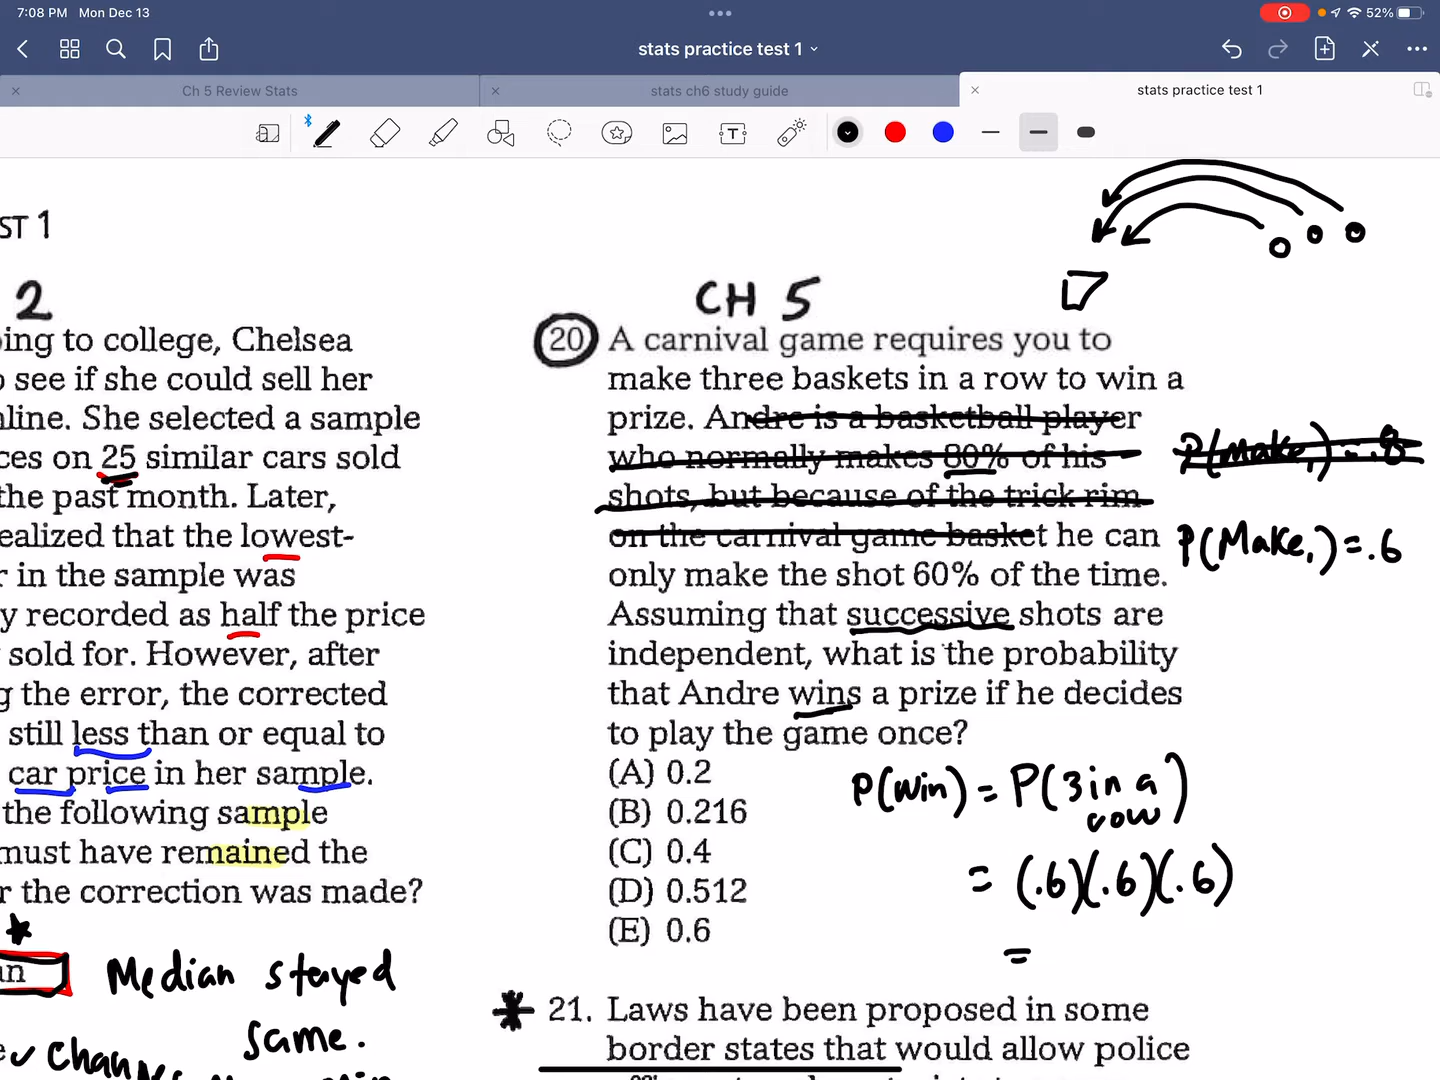 7:08 PM Mon Dec 13
52%
stats practice test 1
Ch 5 Review Stats
stats ch6 study guide
stats practice test 1
ST 1
2
ing to college, Chelsea
see if she could sell her
nline. She selected a sample
ces on 25 similar cars sold
the past month. Later,
ealized that the lowest-
r in the sample was
y recorded as half the price
sold for. However, after
g the error, the corrected
still less than or equal to
car price in her sample.
the following sample
must have remained the
r the correction was made?
an
Median stayed
same.
CH 5
20 A carnival game requires you to
make three baskets in a row to win a
prize. Andre is a basketball player
who normally makes 80% of his
shots, but because of the trick rim
on the carnival game basket he can
only make the shot 60% of the time.
Assuming that successive shots are
independent, what is the probability
that Andre wins a prize if he decides
to play the game once?
(A) 0.2
(B) 0.216
(C) 0.4
(D) 0.512
(E) 0.6
P(Make₁) = .8
P(Make₁) = .6
P(win) = P(3 in a row)
= (.6)(.6)(.6)
=
21. Laws have been proposed in some
border states that would allow police